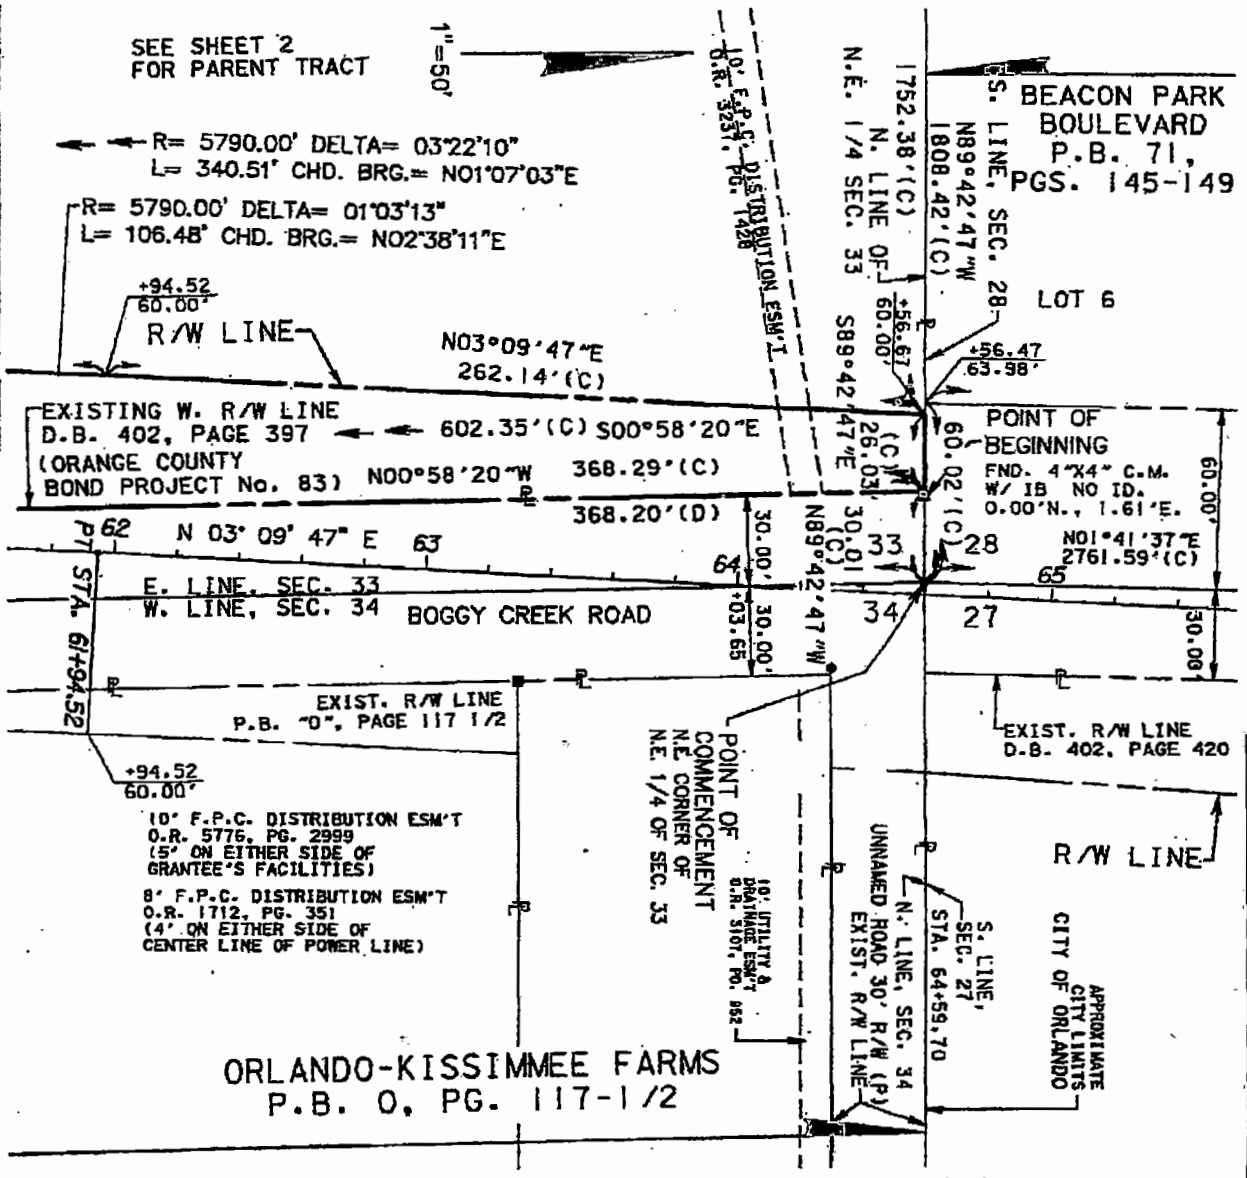 SEE SHEET 2
FOR PARENT TRACT
1"=50'
R= 5790.00' DELTA= 03°22'10"
L= 340.51' CHD. BRG.= N01°07'03"E
R= 5790.00' DELTA= 01°03'13"
L= 106.48' CHD. BRG.= N02°38'11"E
+94.52
60.00'
R/W LINE
N03°09'47"E
262.14'(C)
10' F.P.C. DISTRIBUTION ESM'T
O.R. 3231, PG. 1428
1752.38'(C)
N. LINE OF
N.E. 1/4 SEC. 33
S. LINE, SEC. 28
N89°42'47"W
1808.42'(C)
BEACON PARK
BOULEVARD
P.B. 71,
PGS. 145-149
LOT 6
+56.67
60.00'
+56.47
63.98'
S89°42'47"E
26.03'
(C)
EXISTING W. R/W LINE
D.B. 402, PAGE 397
(ORANGE COUNTY
BOND PROJECT No. 83)
602.35'(C) S00°58'20"E
N00°58'20"W 368.29'(C)
368.20'(D)
POINT OF
BEGINNING
FND. 4"X4" C.M.
W/ IB NO ID.
0.00'N., 1.61'E.
60.02'(C)
60.00'
N01°41'37"E
2761.59'(C)
PT STA. 61+94.52
62
N 03° 09' 47" E
63
64
65
+03.65
30.00'
30.00'
N89°42'47"W
30.01
(C)
33
28
34
27
30.00'
E. LINE, SEC. 33
W. LINE, SEC. 34
BOGGY CREEK ROAD
EXIST. R/W LINE
P.B. "O", PAGE 117 1/2
EXIST. R/W LINE
D.B. 402, PAGE 420
+94.52
60.00'
10' F.P.C. DISTRIBUTION ESM'T
O.R. 5776, PG. 2999
(5' ON EITHER SIDE OF
GRANTEE'S FACILITIES)
8' F.P.C. DISTRIBUTION ESM'T
O.R. 1712, PG. 351
(4' ON EITHER SIDE OF
CENTER LINE OF POWER LINE)
POINT OF
COMMENCEMENT
N.E. CORNER OF
N.E. 1/4 OF SEC. 33
10' UTILITY &
DRAINAGE ESM'T
O.R. 3107, PG. 852
N. LINE, SEC. 34
UNNAMED ROAD 30' R/W (P)
EXIST. R/W LINE
S. LINE,
SEC. 27
STA. 64+59.70
R/W LINE
APPROXIMATE
CITY LIMITS
CITY OF ORLANDO
ORLANDO-KISSIMMEE FARMS
P.B. O, PG. 117-1/2